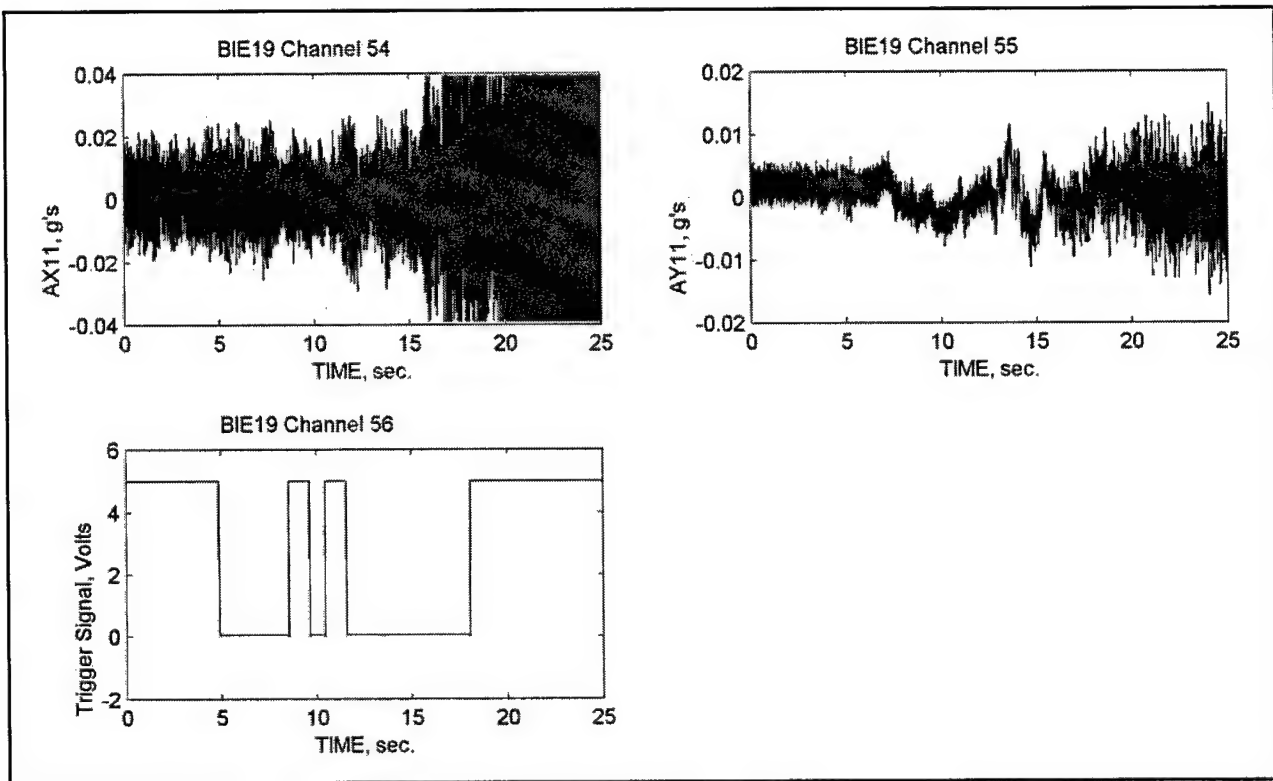 BIE19 Channel 54
0.04
0.02
0
-0.02
-0.04
AX11, g's
0 5 10 15 20 25
TIME, sec.
BIE19 Channel 55
0.02
0.01
0
-0.01
-0.02
AY11, g's
0 5 10 15 20 25
TIME, sec.
BIE19 Channel 56
6
4
2
0
-2
Trigger Signal, Volts
0 5 10 15 20 25
TIME, sec.